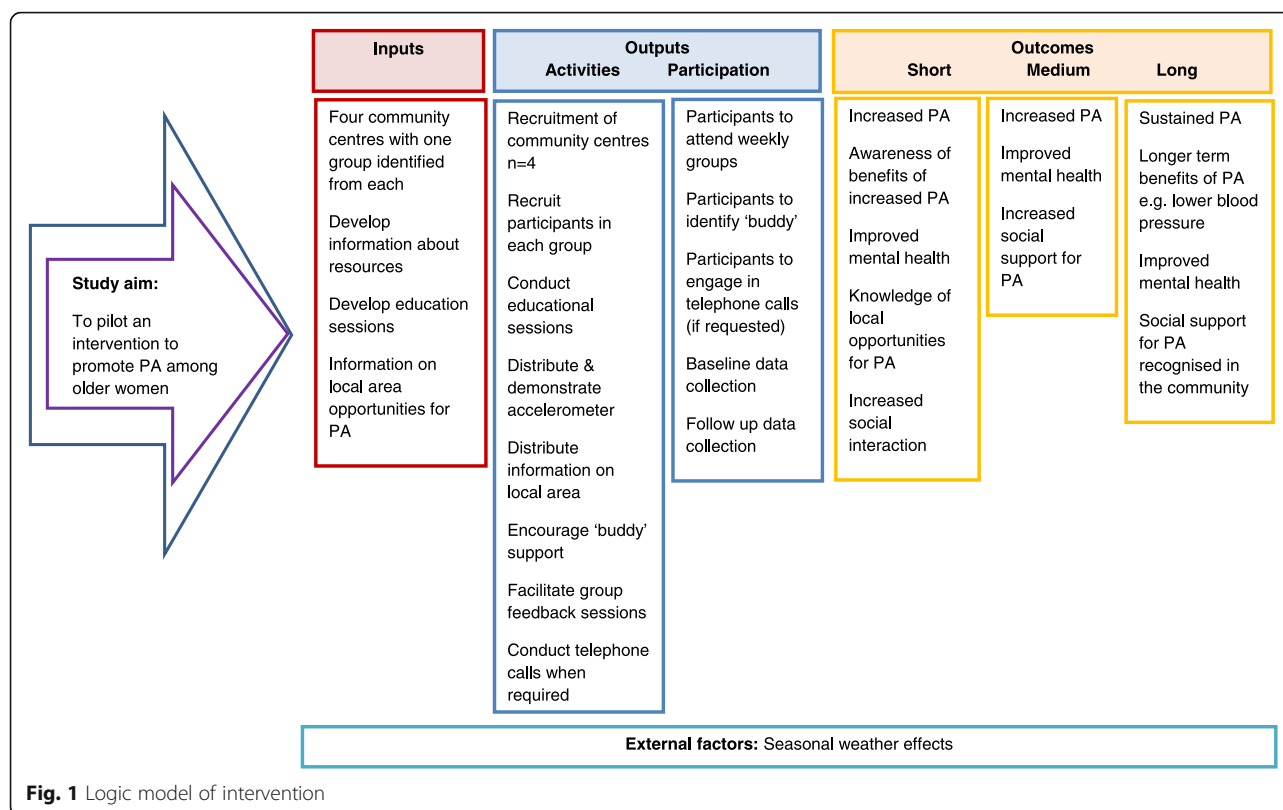 Inputs
Outputs
Activities
Participation
Outcomes
Short
Medium
Long
Study aim:
To pilot an
intervention to
promote PA among
older women
Four community
centres with one
group identified
from each
Develop
information about
resources
Develop education
sessions
Information on
local area
opportunities for
PA
Recruitment of
community centres
n=4
Recruit
participants in
each group
Conduct
educational
sessions
Distribute &
demonstrate
accelerometer
Distribute
information on
local area
Encourage ‘buddy’
support
Facilitate group
feedback sessions
Conduct telephone
calls when
required
Participants to
attend weekly
groups
Participants to
identify ‘buddy’
Participants to
engage in
telephone calls
(if requested)
Baseline data
collection
Follow up data
collection
Increased PA
Awareness of
benefits of
increased PA
Improved
mental health
Knowledge of
local
opportunities
for PA
Increased
social
interaction
Increased PA
Improved
mental health
Increased
social
support for
PA
Sustained PA
Longer term
benefits of PA
e.g. lower blood
pressure
Improved
mental health
Social support
for PA
recognised in
the community
External factors: Seasonal weather effects
Fig. 1 Logic model of intervention